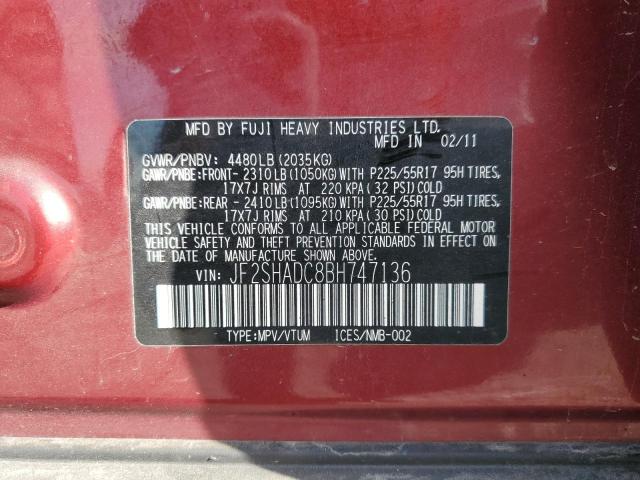 MFD BY FUJI HEAVY INDUSTRIES LTD.
MFD IN 02/11
GVWR/PNBV: 4480LB (2035KG)
GAWR/PNBE:FRONT- 2310LB (1050KG) WITH P225/55R17 95H TIRES,
17X7J RIMS AT 220 KPA (32 PSI) COLD
GAWR/PNBE:REAR - 2410LB (1095KG) WITH P225/55R17 95H TIRES,
17X7J RIMS AT 210 KPA (30 PSI) COLD
THIS VEHICLE CONFORMS TO ALL APPLICABLE FEDERAL MOTOR
VEHICLE SAFETY AND THEFT PREVENTION STANDARDS IN EFFECT
ON THE DATE OF MANUFACTURE SHOWN ABOVE.
VIN: JF2SHADC8BH747136
TYPE:MPV/VTUM ICES/NMB-002